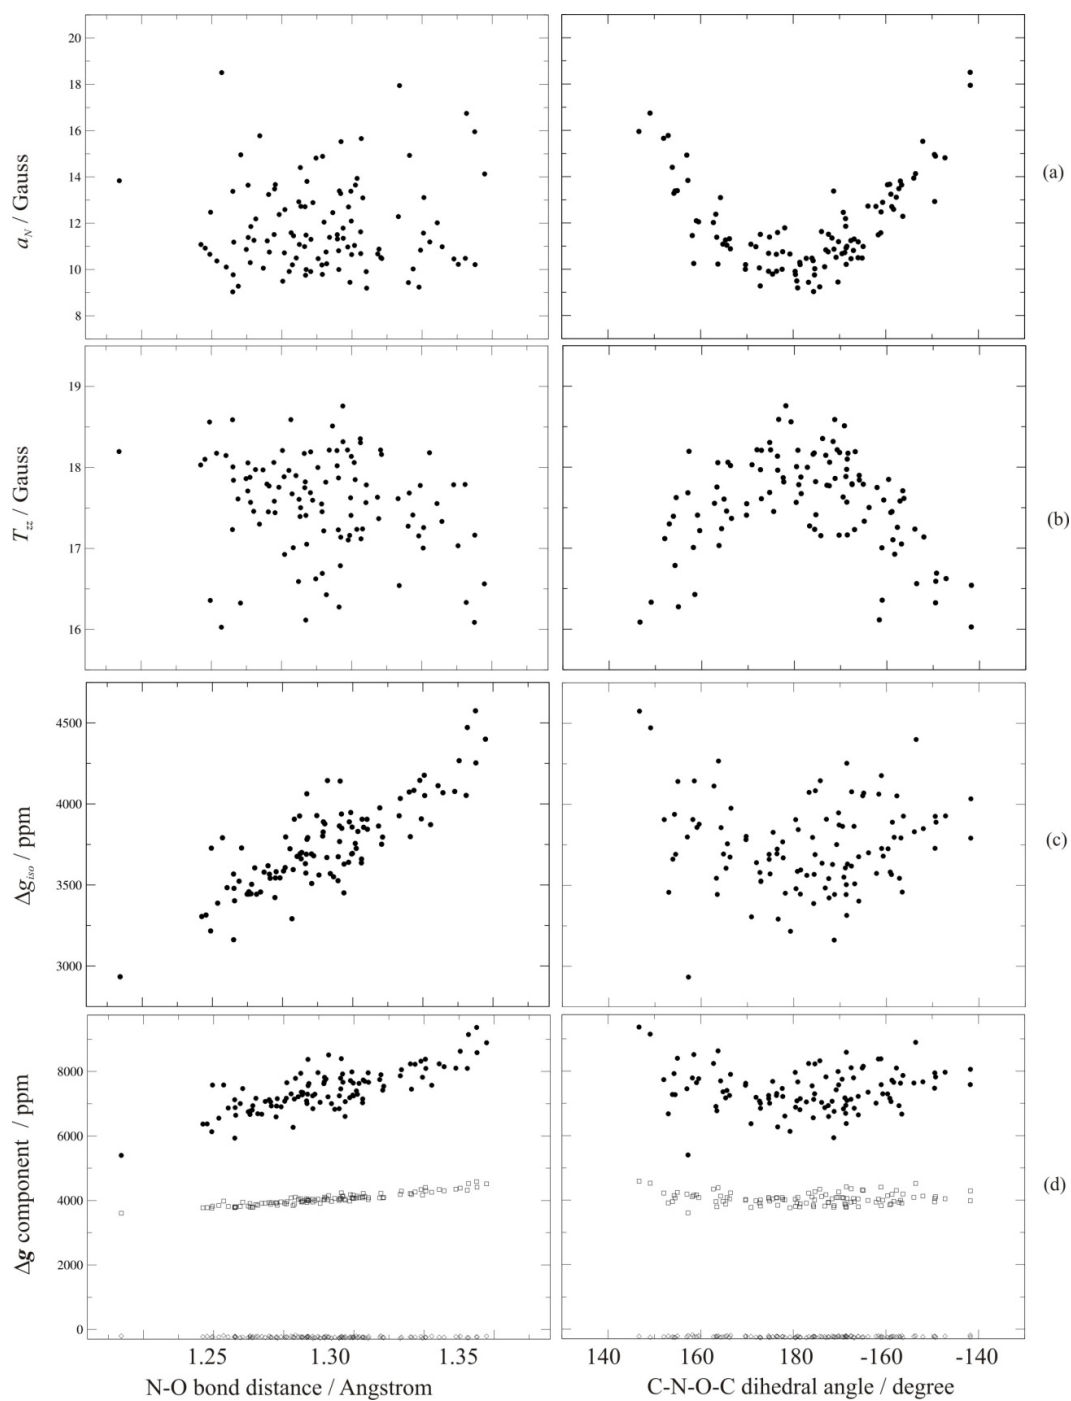 20
18
16
14
12
10
8
a_N / Gauss
(a)
19
18
17
16
T_zz / Gauss
(b)
4500
4000
3500
3000
Δg_iso / ppm
(c)
8000
6000
4000
2000
0
Δg component / ppm
(d)
1.25 1.30 1.35
140 160 180 -160 -140
N-O bond distance / Angstrom
C-N-O-C dihedral angle / degree